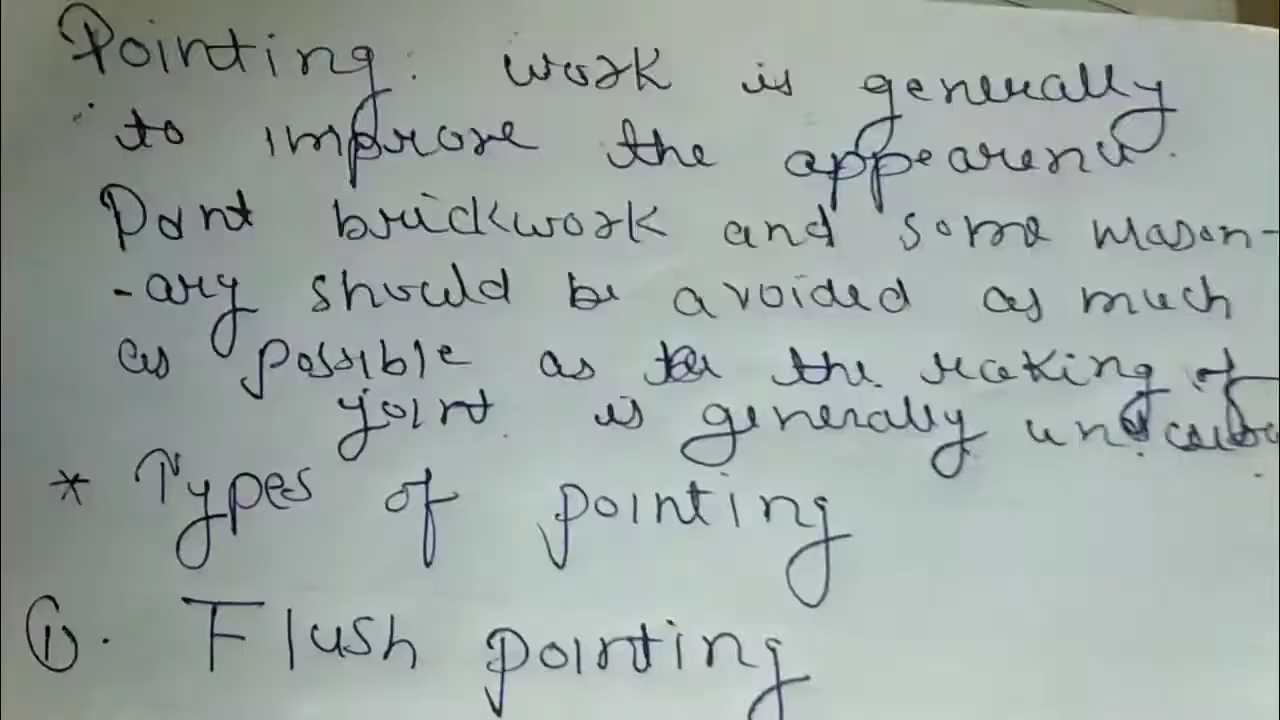 Pointing: work is generally
to improve the appearence.
Point brickwork and some mason-
-ary should be avoided as much
as possible as the raking of
joint is generally
* Types of pointing
①. Flush pointing